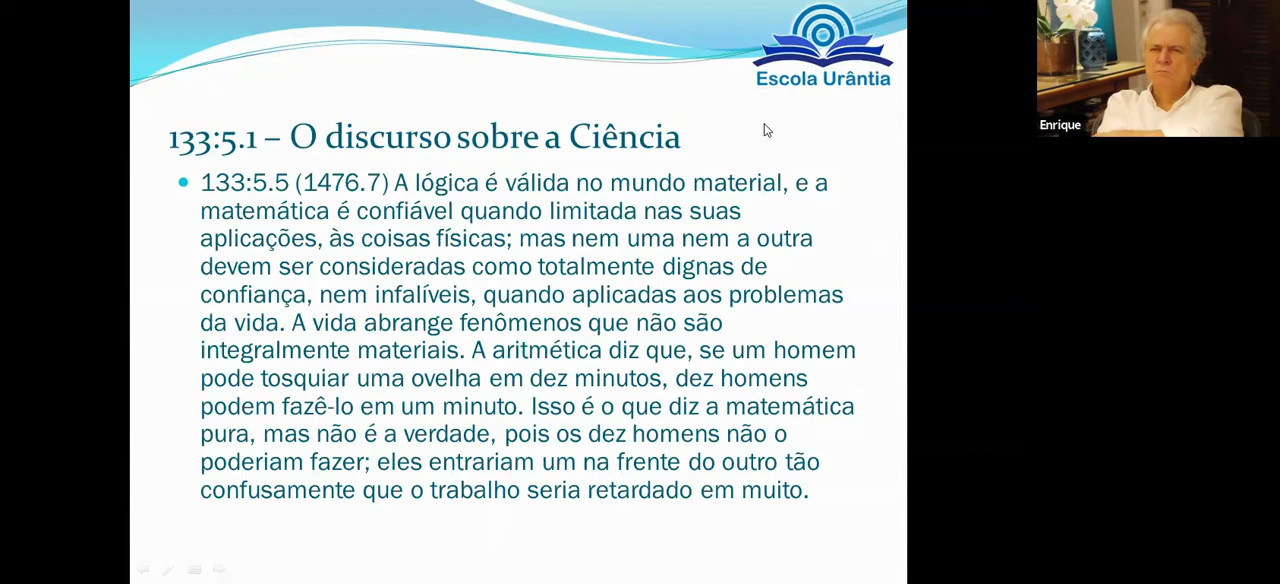 Escola Urântia
Enrique
133:5.1 – O discurso sobre a Ciência
133:5.5 (1476.7) A lógica é válida no mundo material, e a
matemática é confiável quando limitada nas suas
aplicações, às coisas físicas; mas nem uma nem a outra
devem ser consideradas como totalmente dignas de
confiança, nem infalíveis, quando aplicadas aos problemas
da vida. A vida abrange fenômenos que não são
integralmente materiais. A aritmética diz que, se um homem
pode tosquiar uma ovelha em dez minutos, dez homens
podem fazê-lo em um minuto. Isso é o que diz a matemática
pura, mas não é a verdade, pois os dez homens não o
poderiam fazer; eles entrariam um na frente do outro tão
confusamente que o trabalho seria retardado em muito.